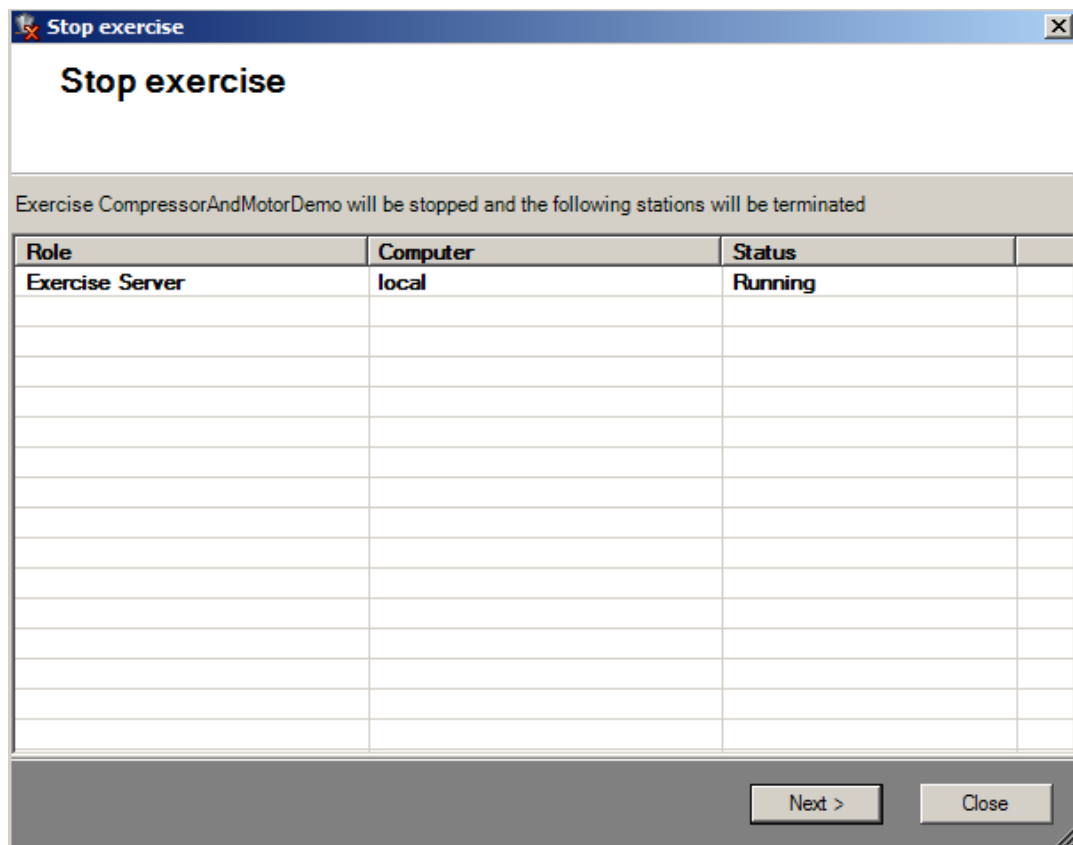 Stop exercise
Stop exercise
Exercise CompressorAndMotorDemo will be stopped and the following stations will be terminated
Role Computer Status
Exercise Server local Running
Next > Close